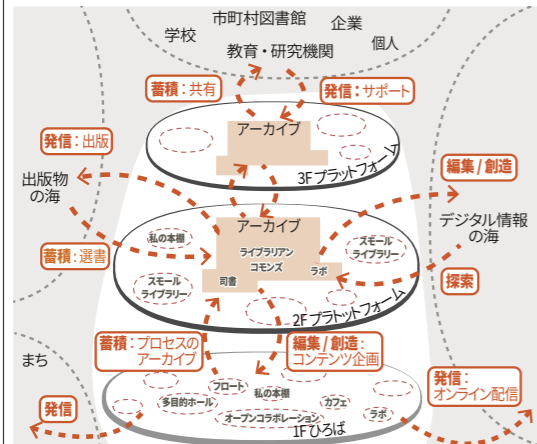 市町村図書館
企業
学校
個人
教育・研究機関
蓄積：共有
発信：サポート
アーカイブ
発信：出版
3Fプラットフォーム
編集 / 創造
出版物
の海
アーカイブ
デジタル情報
の海
私の本棚
ライブラリアン
コモンズ
スモール
ライブラリー
蓄積：選書
ラボ
司書
スモール
ライブラリー
探索
2Fプラトットフォーム
蓄積：プロセスの
アーカイブ
編集 / 創造：
コンテンツ企画
まち
フロート
私の本棚
多目的ホール
カフェ
発信：
オンライン配信
発信
オープンコラボレーション
ラボ
1Fひろば